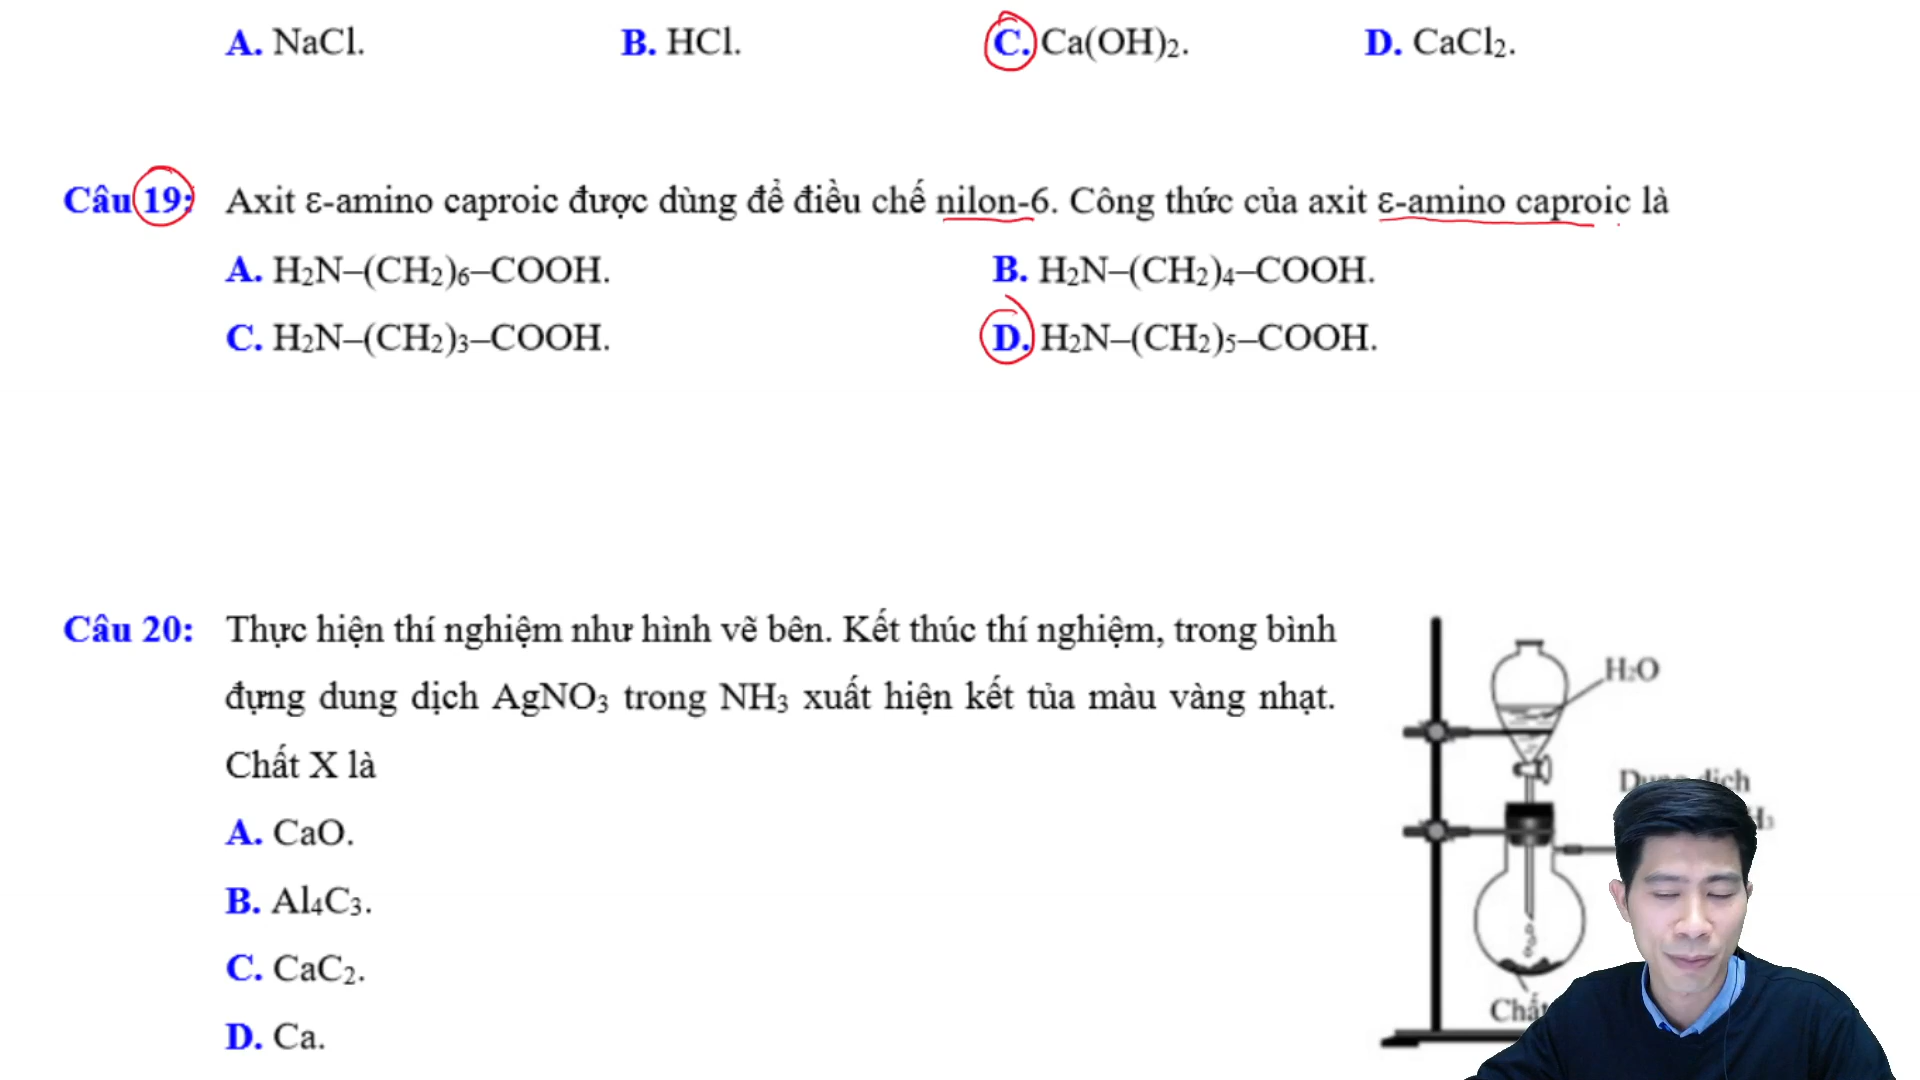 A. NaCl. B. HCl. C. Ca(OH)₂. D. CaCl₂.
Câu 19: Axit ε-amino caproic được dùng để điều chế nilon-6. Công thức của axit ε-amino caproic là
A. H₂N–(CH₂)₆–COOH. B. H₂N–(CH₂)₄–COOH.
C. H₂N–(CH₂)₃–COOH. D. H₂N–(CH₂)₅–COOH.
Câu 20: Thực hiện thí nghiệm như hình vẽ bên. Kết thúc thí nghiệm, trong bình
đựng dung dịch AgNO₃ trong NH₃ xuất hiện kết tủa màu vàng nhạt.
Chất X là
A. CaO.
B. Al₄C₃.
C. CaC₂.
D. Ca.
H₂O
dịch
Chất